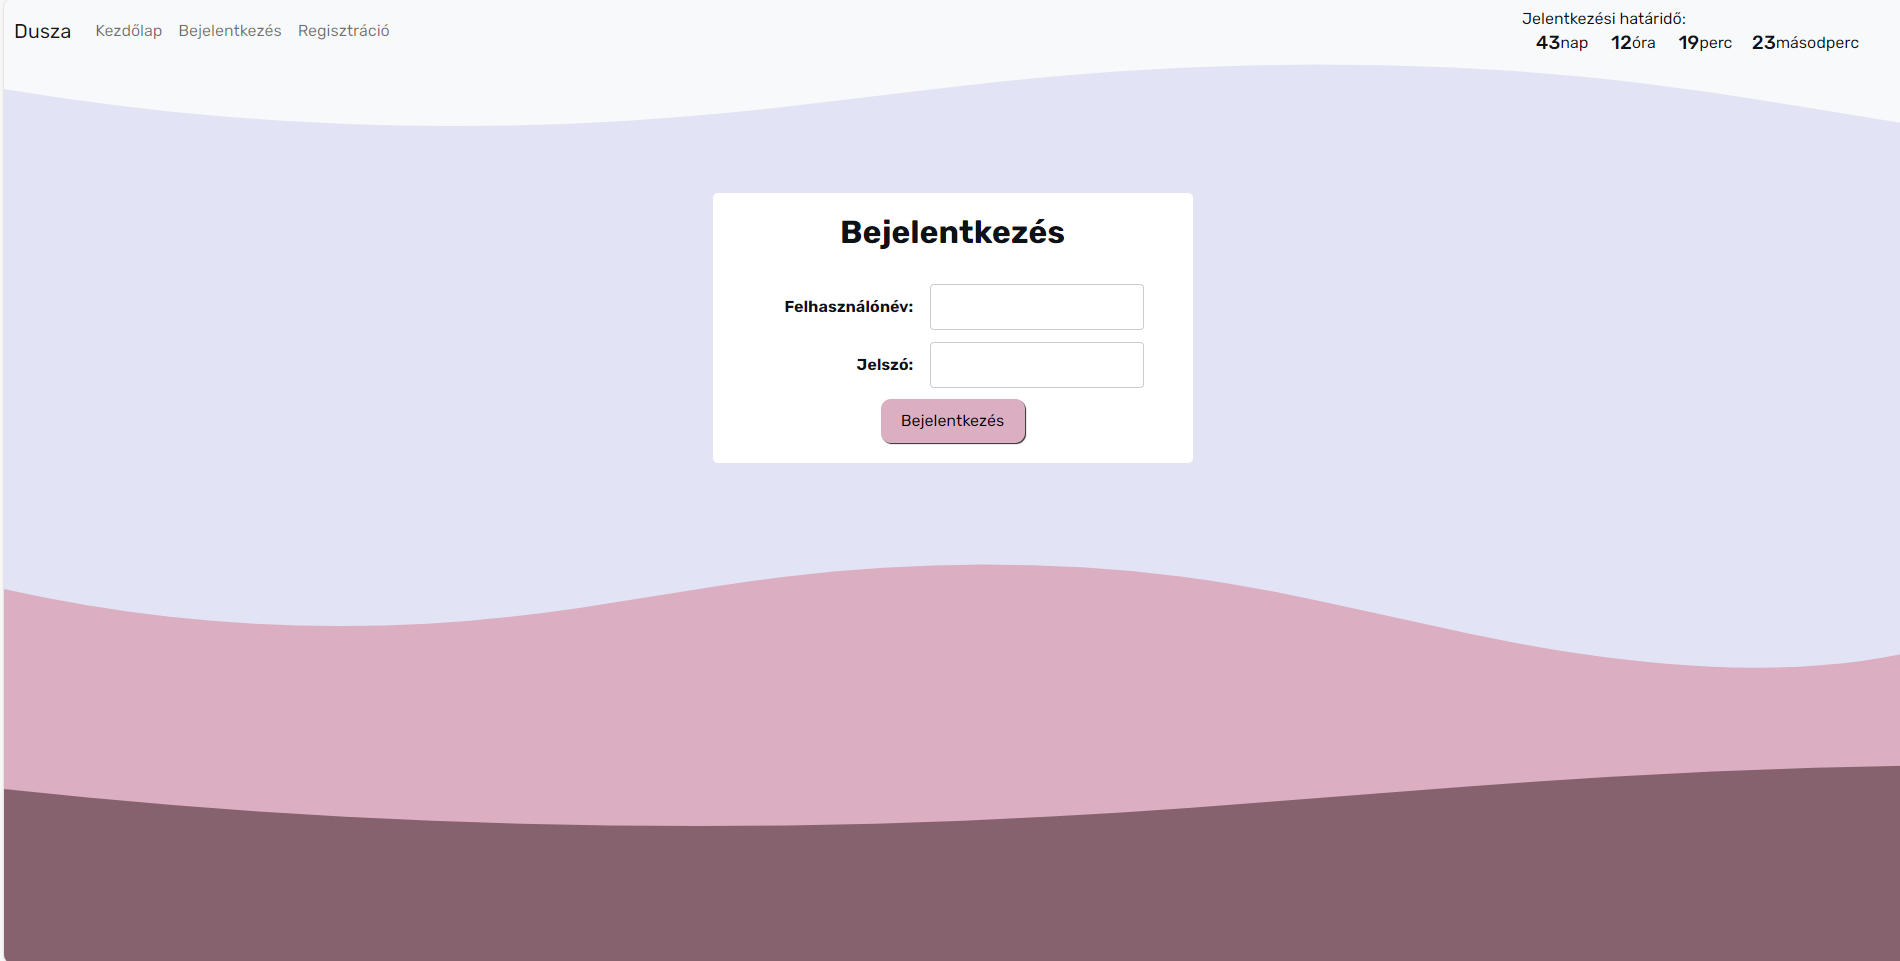 Dusza Kezdőlap Bejelentkezés Regisztráció
Jelentkezési határidő:
43nap 12óra 19perc 23másodperc
Bejelentkezés
Felhasználónév:
Jelszó:
Bejelentkezés